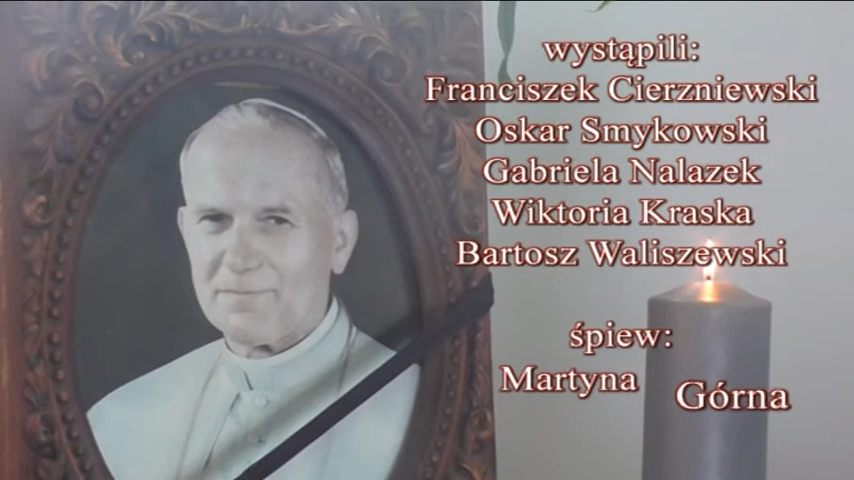 wystąpili:
Franciszek Cierzniewski
Oskar Smykowski
Gabriela Nalazek
Wiktoria Kraska
Bartosz Waliszewski
śpiew:
Martyna Górna